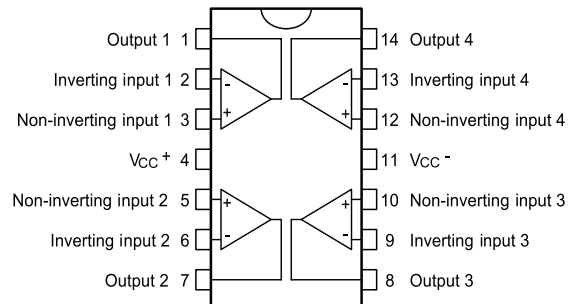 Output 1 1 14 Output 4
Inverting input 1 2 - - 13 Inverting input 4
Non-inverting input 1 3 + + 12 Non-inverting input 4
VCC + 4 11 VCC -
Non-inverting input 2 5 + + 10 Non-inverting input 3
Inverting input 2 6 - - 9 Inverting input 3
Output 2 7 8 Output 3